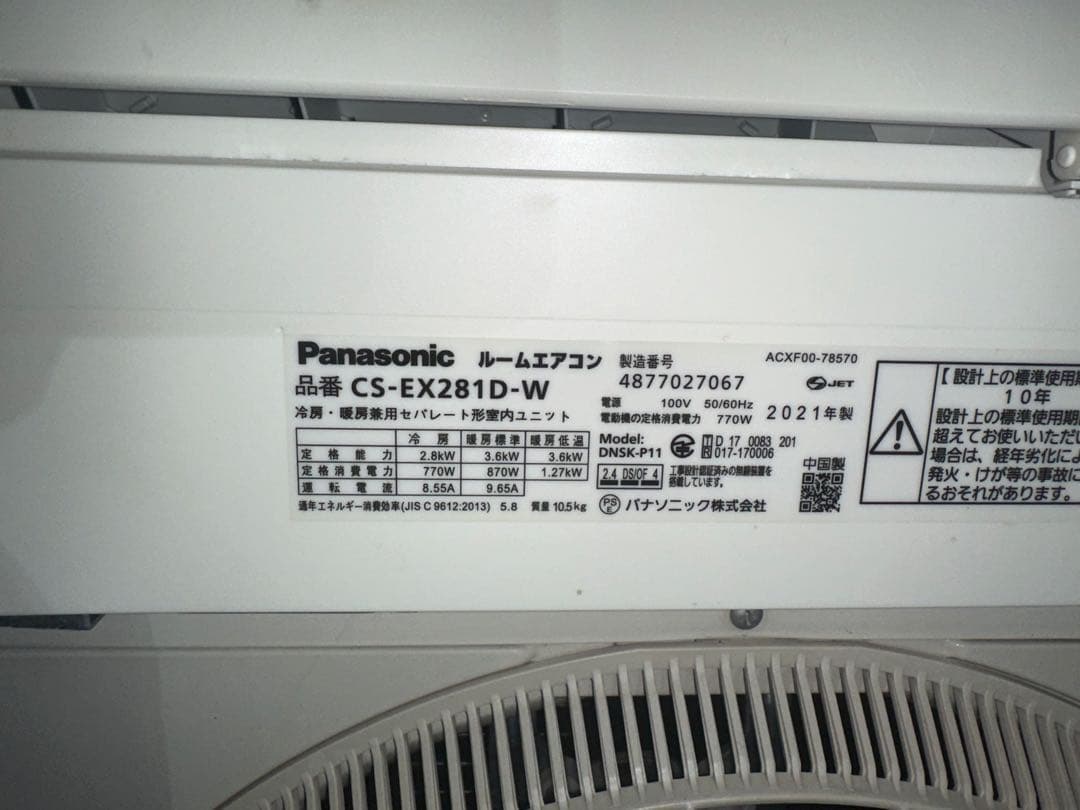 Panasonic ルームエアコン
品番 CS-EX281D-W
冷房・暖房兼用セパレート形室内ユニット
冷房 暖房標準 暖房低温
定格能力 2.8kW 3.6kW 3.6kW
定格消費電力 770W 870W 1.27kW
運転電流 8.55A 9.65A
通年エネルギー消費効率(JIS C 9612:2013) 5.8 質量 10.5kg
製造番号
4877027067
電源 100V 50/60Hz
電動機の定格消費電力 770W
ACXF00-78570
JET
2021年製
Model:
DNSK-P11
T D 17 0083 201
R 017-170006
2.4 DS/OF 4
工事設計認証済みの無線装置を
搭載しています。
PS
E
パナソニック株式会社
中国製
【設計上の標準使用期
10年
設計上の標準使用期
超えてお使いいただい
場合は、経年劣化によ
発火・けが等の事故に
るおそれがあります。